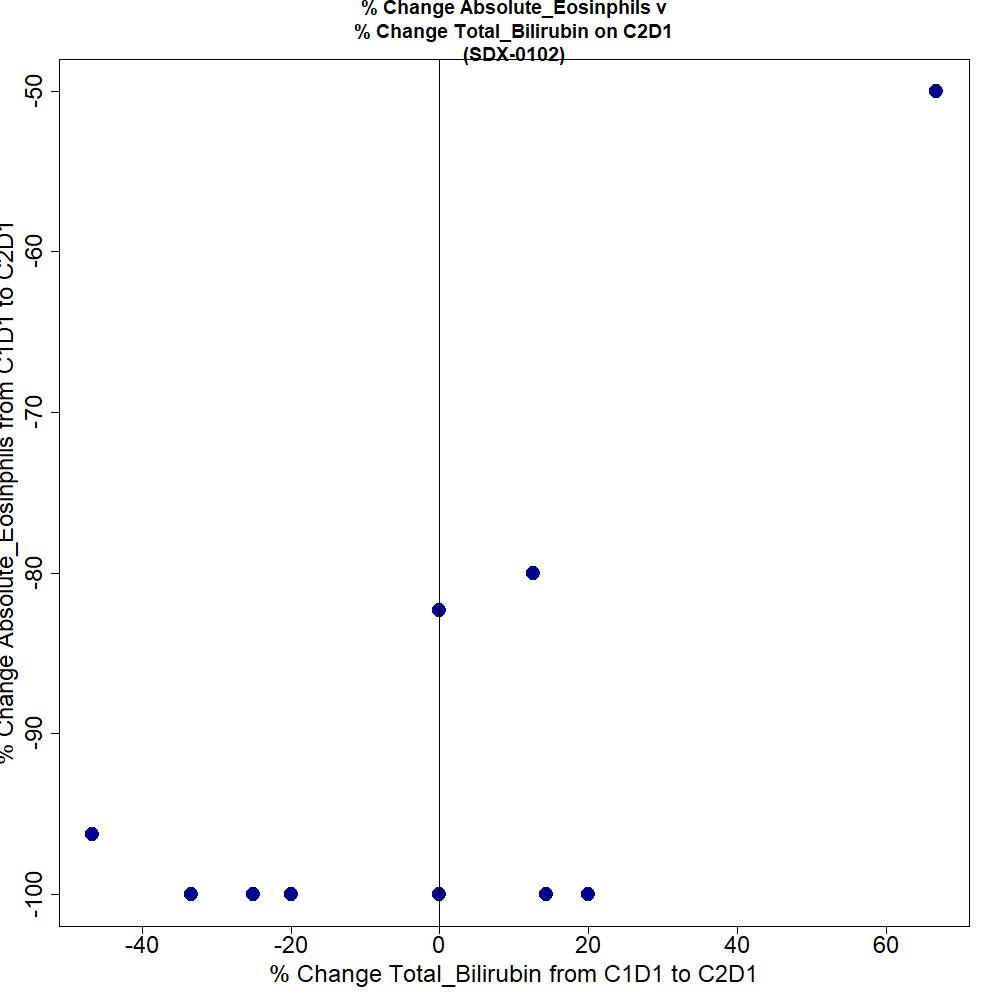 % Change Absolute_Eosinphils v
% Change Total_Bilirubin on C2D1
(SDX-0102)
% Change Absolute_Eosinphils from C1D1 to C2D1
-50
-60
-70
-80
-90
-100
-40
-20
0
20
40
60
% Change Total_Bilirubin from C1D1 to C2D1